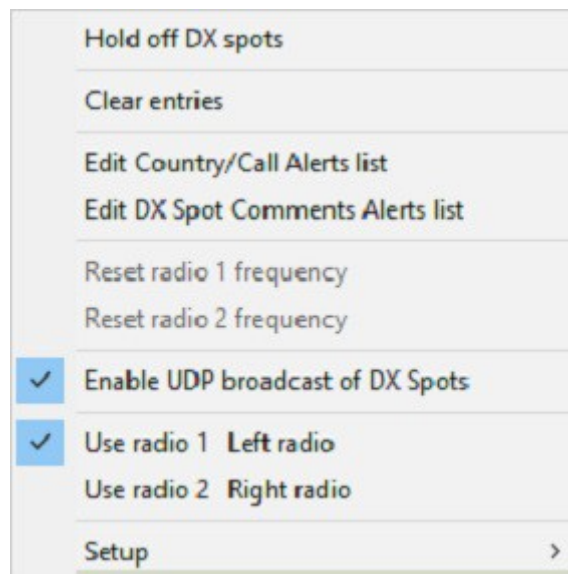 Hold off DX spots
Clear entries
Edit Country/Call Alerts list
Edit DX Spot Comments Alerts list
Reset radio 1 frequency
Reset radio 2 frequency
Enable UDP broadcast of DX Spots
Use radio 1 Left radio
Use radio 2 Right radio
Setup